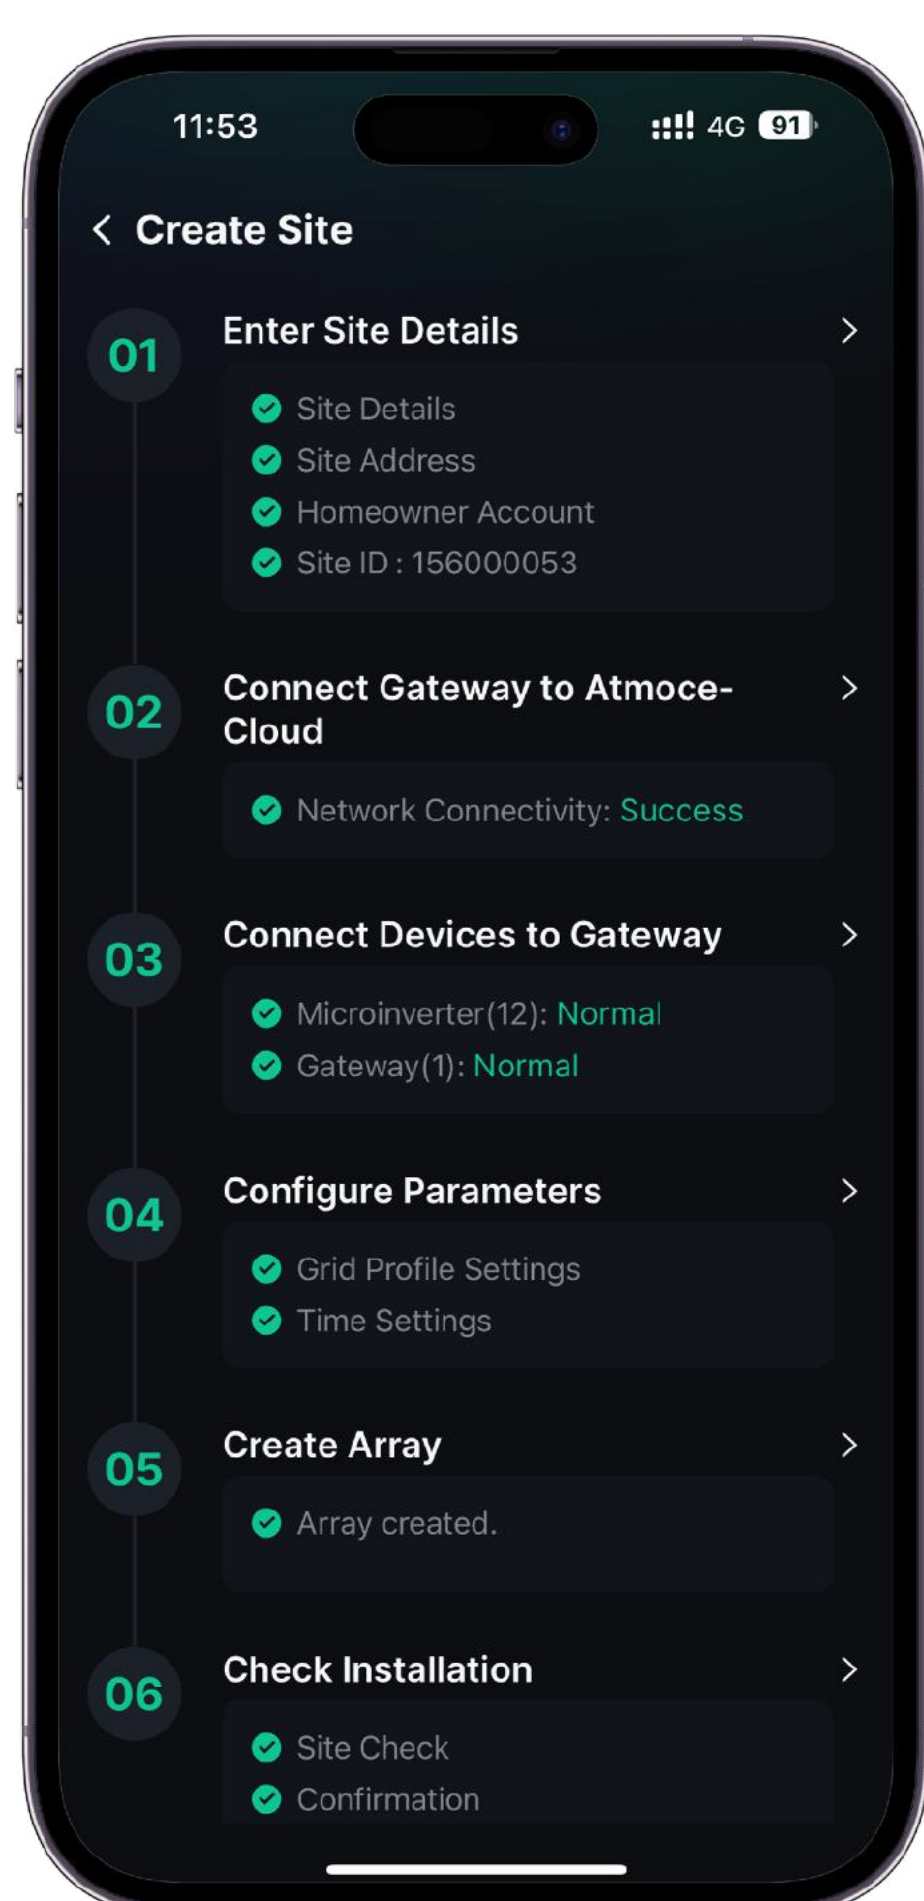 11:53
4G 91
Create Site
01
Enter Site Details
Site Details
Site Address
Homeowner Account
Site ID : 156000053
02
Connect Gateway to Atmoce-
Cloud
Network Connectivity: Success
03
Connect Devices to Gateway
Microinverter(12): Normal
Gateway(1): Normal
04
Configure Parameters
Grid Profile Settings
Time Settings
05
Create Array
Array created.
06
Check Installation
Site Check
Confirmation